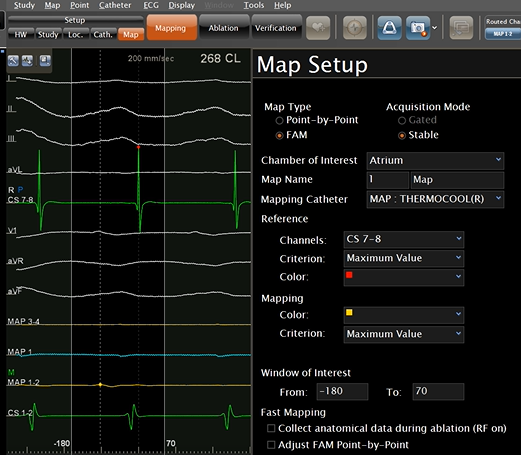 Study Map Point Catheter ECG Display Window Tools Help
Setup
HW Study Loc. Cath. Map
Mapping Ablation Verification
Routed Cha
MAP 1-2
200 mm/sec 268 CL
I
II
III
aVL
R P
CS 7-8
V1
aVR
aVF
MAP 3-4
MAP 1
M
MAP 1-2
CS 1-2
-180 70
Map Setup
Map Type Acquisition Mode
Point-by-Point Gated
FAM Stable
Chamber of Interest Atrium
Map Name 1 Map
Mapping Catheter MAP : THERMOCOOL(R)
Reference
Channels: CS 7-8
Criterion: Maximum Value
Color:
Mapping
Color:
Criterion: Maximum Value
Window of Interest
From: -180 To: 70
Fast Mapping
Collect anatomical data during ablation (RF on)
Adjust FAM Point-by-Point